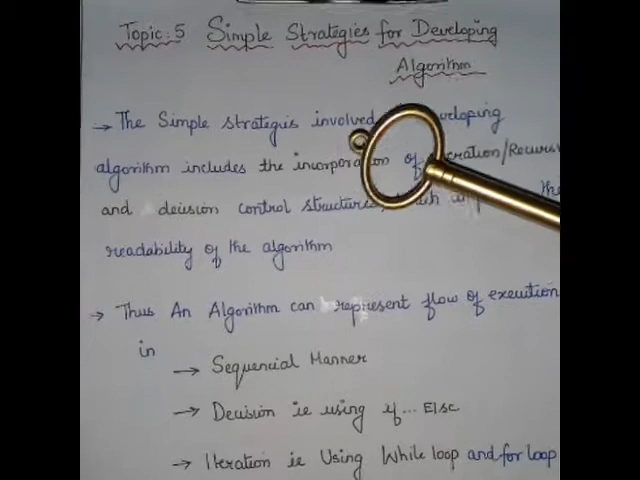 Topic: 5 Simple Strategies for Developing
Algorithm
→ The Simple strategies involved
algorithm includes the incorporation of
and decision control structures, the
readability of the algorithm
→ Thus An Algorithm can represent flow of execution
in
→ Sequencial Manner
→ Decision ie using if... Else
→ Iteration ie Using While loop and for loop